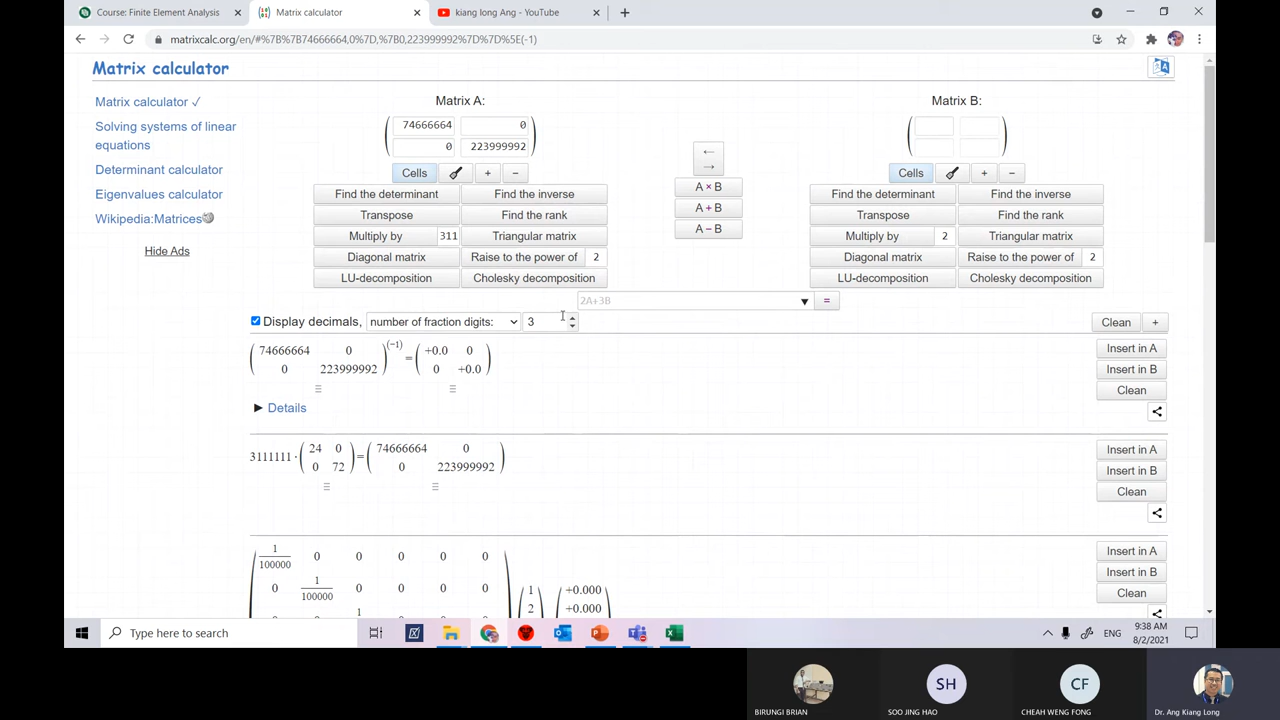 Course: Finite Element Analysis
Matrix calculator
kiang long Ang - YouTube
matrixcalc.org/en/#%7B%7B74666664,0%7D,%7B0,223999992%7D%7D%5E(-1)
Matrix calculator
Matrix calculator ✓
Solving systems of linear
equations
Determinant calculator
Eigenvalues calculator
Wikipedia:Matrices
Hide Ads
Matrix A:
74666664 0
0 223999992
Cells + −
Find the determinant Find the inverse
Transpose Find the rank
Multiply by 311 Triangular matrix
Diagonal matrix Raise to the power of 2
LU-decomposition Cholesky decomposition
← →
A × B
A + B
A − B
Matrix B:
Cells + −
Find the determinant Find the inverse
Transpose Find the rank
Multiply by 2 Triangular matrix
Diagonal matrix Raise to the power of 2
LU-decomposition Cholesky decomposition
2A+3B ▼ =
Display decimals, number of fraction digits: 3
Clean +
74666664 0 (−1) = +0.0 0
0 223999992 0 +0.0
Insert in A
Insert in B
Clean
▶ Details
3111111 · 24 0 = 74666664 0
0 72 0 223999992
Insert in A
Insert in B
Clean
1/100000 0 0 0 0 0
0 1/100000 0 0 0 0
1
1 +0.000
2 +0.000
Insert in A
Insert in B
Clean
Type here to search
ENG
9:38 AM
8/2/2021
BIRUNGI BRIAN
SH
SOO JING HAO
CF
CHEAH WENG FONG
Dr. Ang Kiang Long